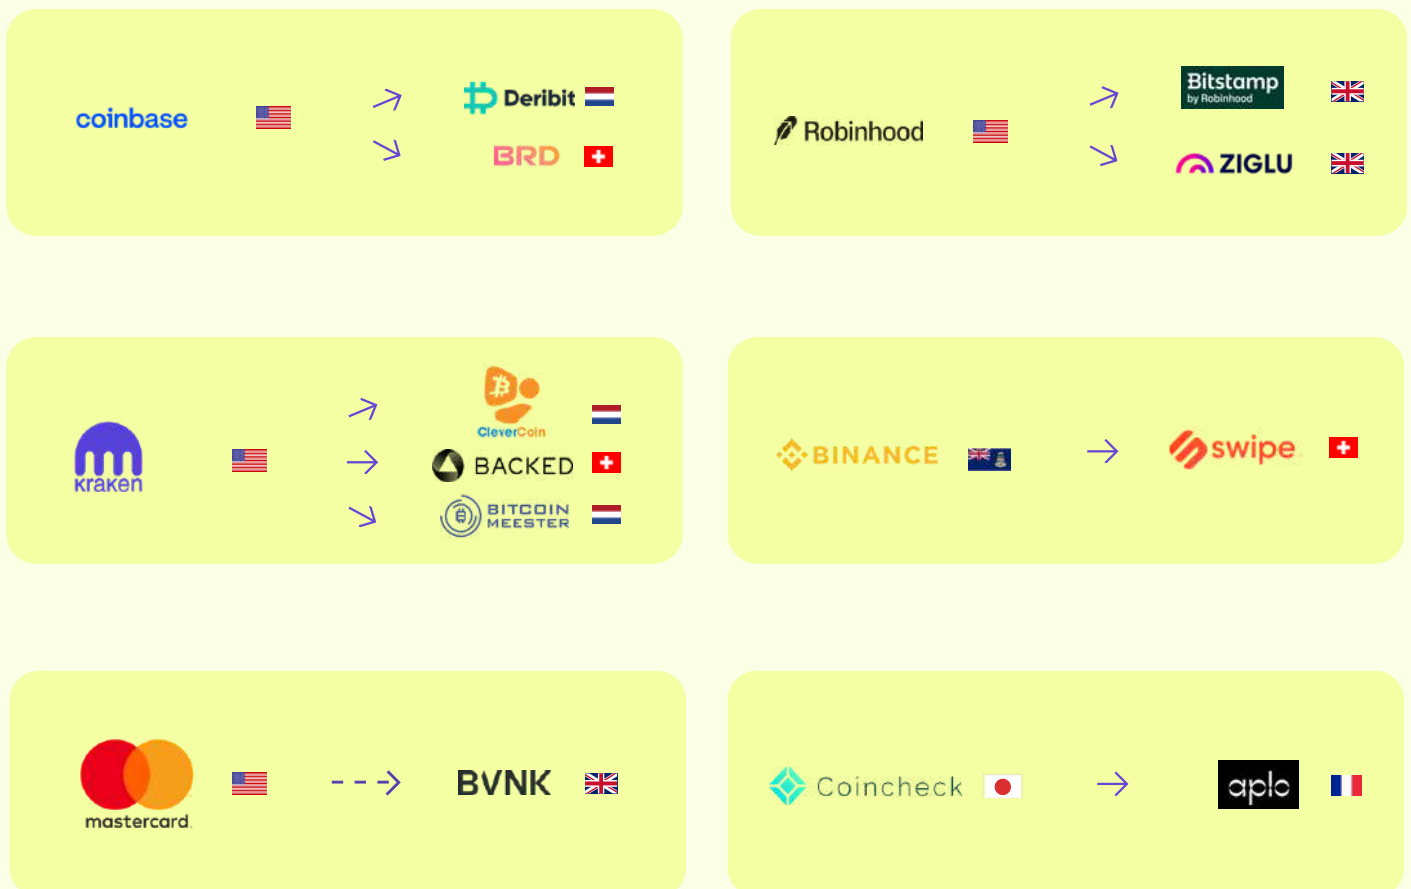 coinbase
Deribit
BRD
Robinhood
Bitstamp
by Robinhood
ZIGLU
kraken
CleverCoin
BACKED
BITCOIN
MEESTER
BINANCE
swipe
mastercard.
BVNK
Coincheck
aplo